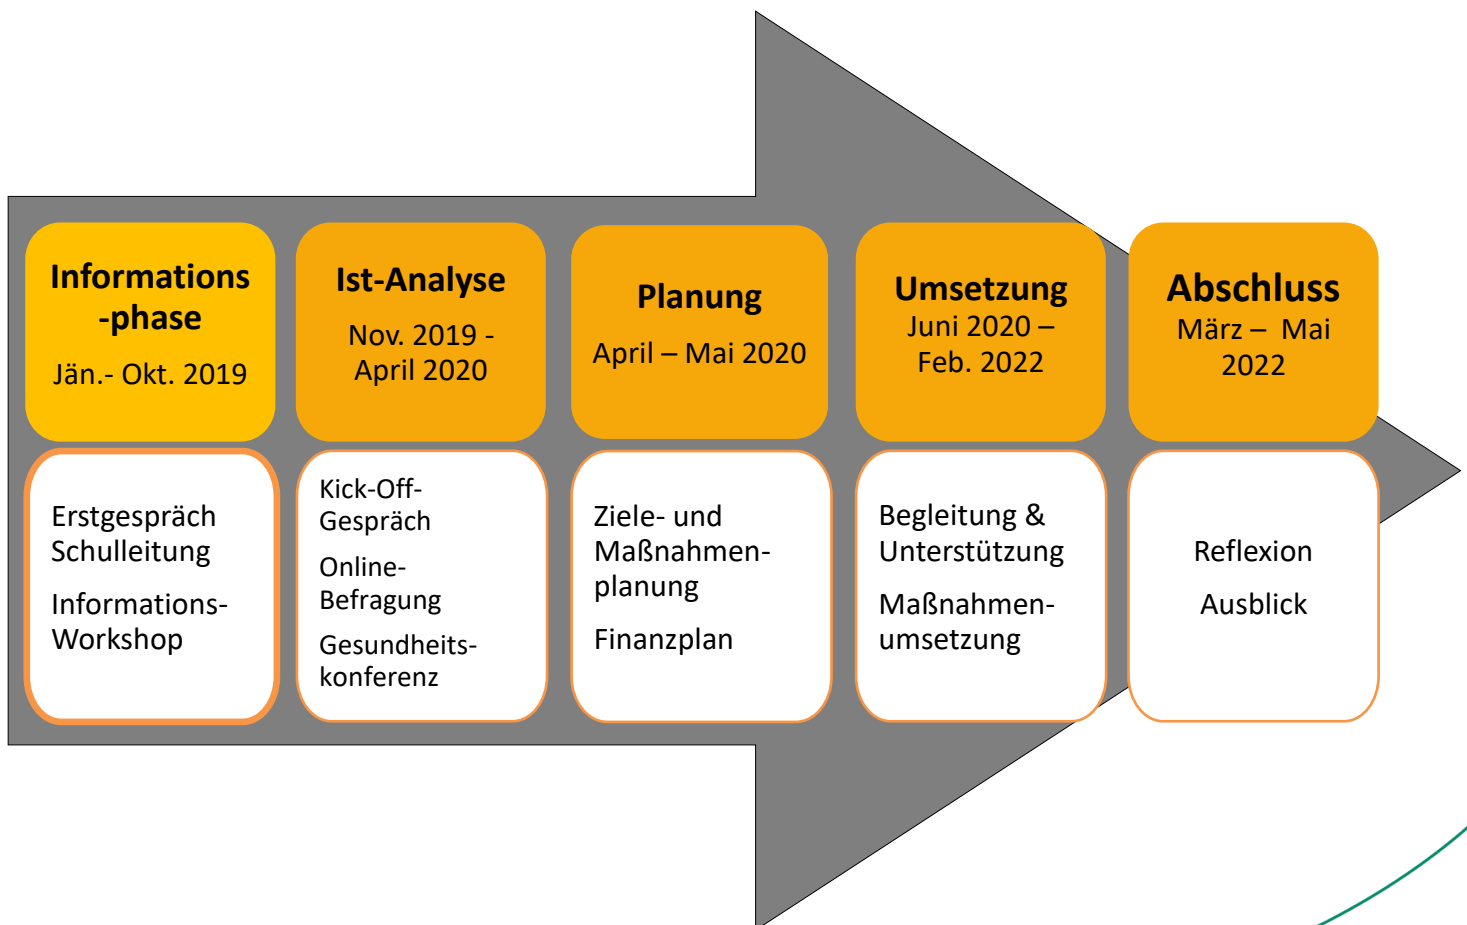 Informations
-phase
Jän.- Okt. 2019
Erstgespräch
Schulleitung
Informations-
Workshop
Ist-Analyse
Nov. 2019 -
April 2020
Kick-Off-
Gespräch
Online-
Befragung
Gesundheits-
konferenz
Planung
April – Mai 2020
Ziele- und
Maßnahmen-
planung
Finanzplan
Umsetzung
Juni 2020 –
Feb. 2022
Begleitung &
Unterstützung
Maßnahmen-
umsetzung
Abschluss
März –  Mai
2022
Reflexion
Ausblick